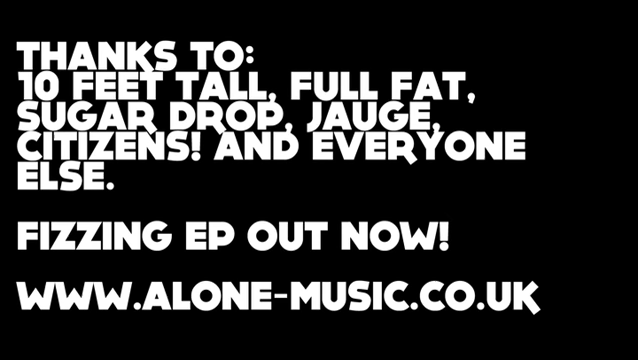 THANKS TO:
10 FEET TALL, FULL FAT,
SUGAR DROP, JAUGE,
CITIZENS! AND EVERYONE
ELSE.
FIZZING EP OUT NOW!
WWW.ALONE-MUSIC.CO.UK